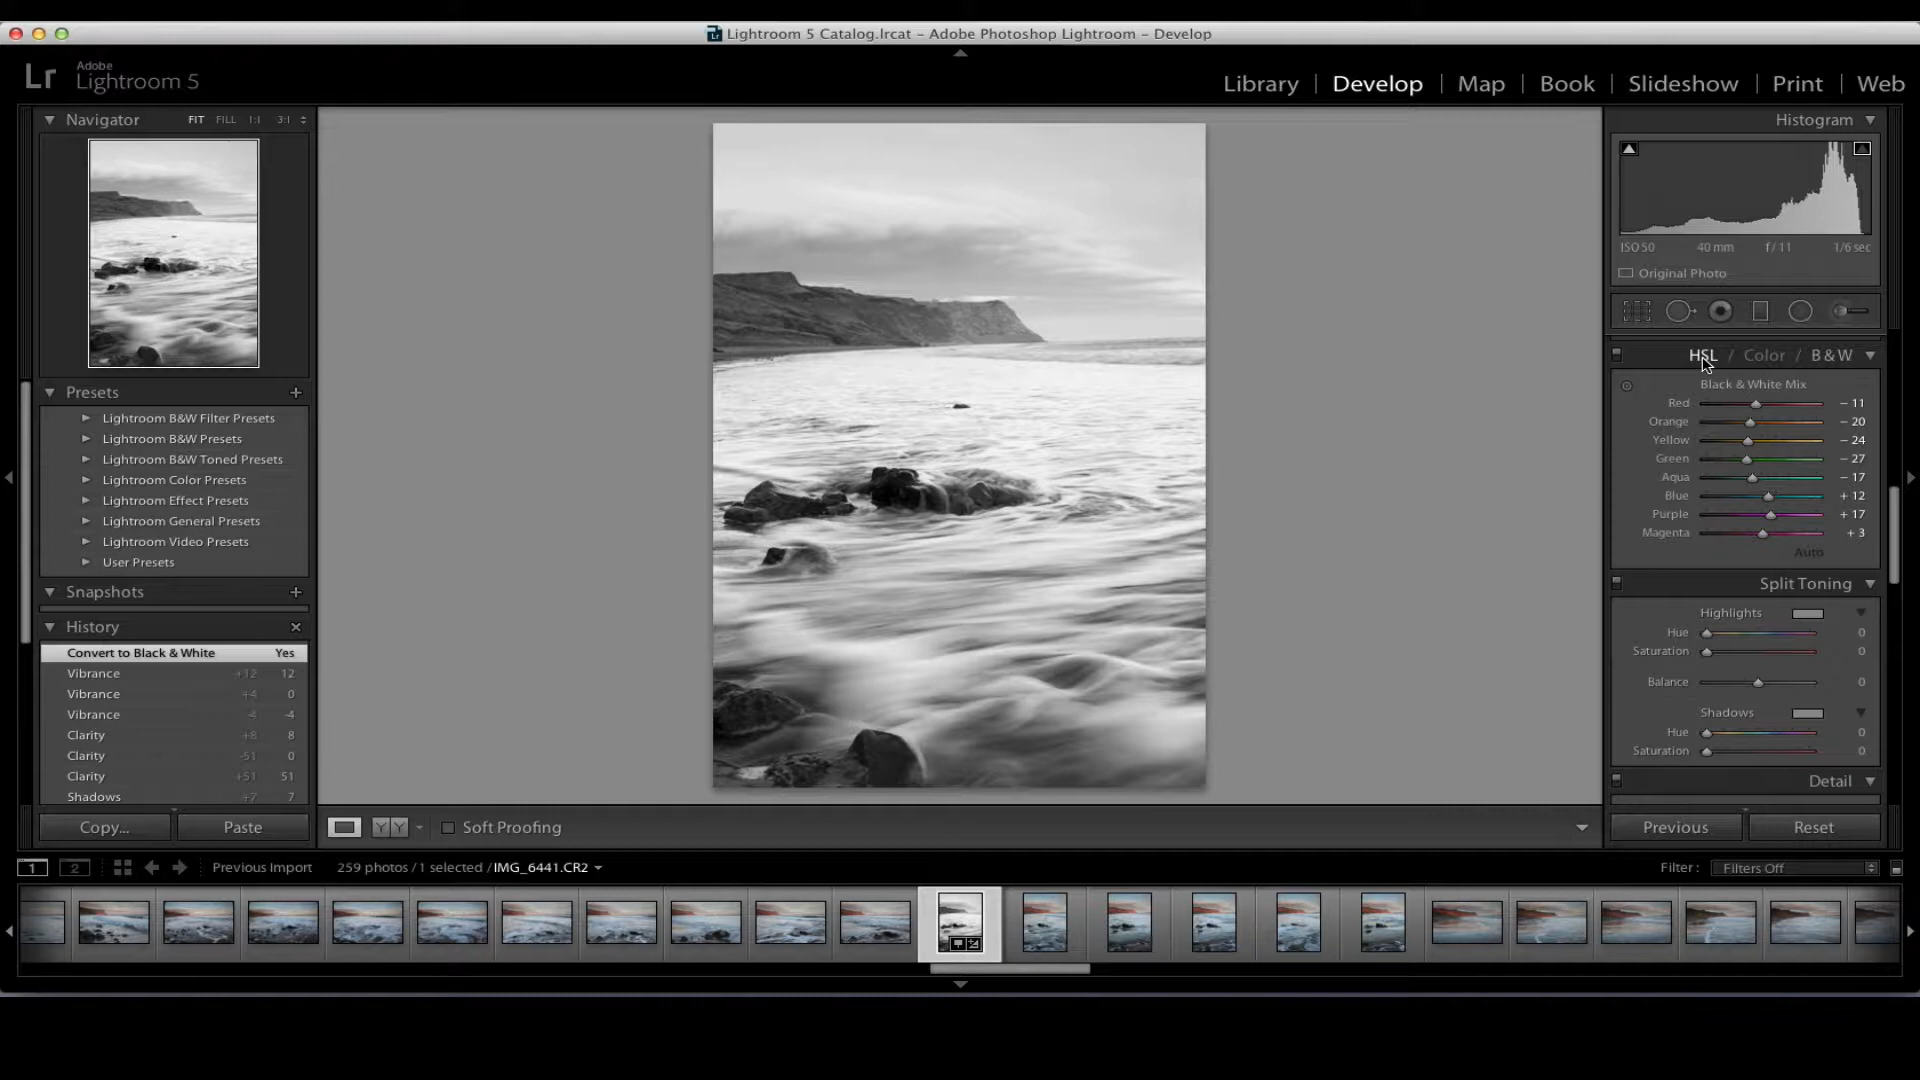 Lightroom 5 Catalog.lrcat – Adobe Photoshop Lightroom – Develop
Lr Adobe Lightroom 5
Library | Develop | Map | Book | Slideshow | Print | Web
Navigator FIT FILL 1:1 3:1
Presets +
Lightroom B&W Filter Presets
Lightroom B&W Presets
Lightroom B&W Toned Presets
Lightroom Color Presets
Lightroom Effect Presets
Lightroom General Presets
Lightroom Video Presets
User Presets
Snapshots +
History ×
Convert to Black & White Yes
Vibrance +12 12
Vibrance +4 0
Vibrance -4 -4
Clarity +8 8
Clarity -51 0
Clarity +51 51
Shadows +7 7
Copy... Paste
Y Y Soft Proofing
Histogram
ISO 50 40 mm f / 11 1/6 sec
Original Photo
HSL / Color / B & W
Black & White Mix
Red – 11
Orange – 20
Yellow – 24
Green – 27
Aqua – 17
Blue + 12
Purple + 17
Magenta + 3
Auto
Split Toning
Highlights
Hue 0
Saturation 0
Balance 0
Shadows
Hue 0
Saturation 0
Detail
Previous Reset
1 2 Previous Import 259 photos / 1 selected / IMG_6441.CR2 Filter : Filters Off